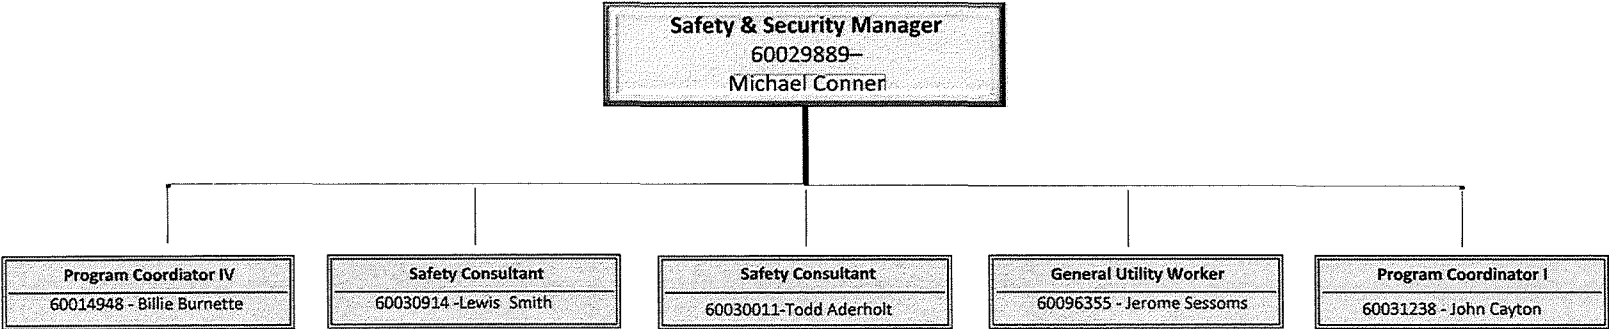 Safety & Security Manager
60029889–
Michael Conner
Program Coordiator IV
60014948 - Billie Burnette
Safety Consultant
60030914 -Lewis Smith
Safety Consultant
60030011-Todd Aderholt
General Utility Worker
60096355 - Jerome Sessoms
Program Coordinator I
60031238 - John Cayton